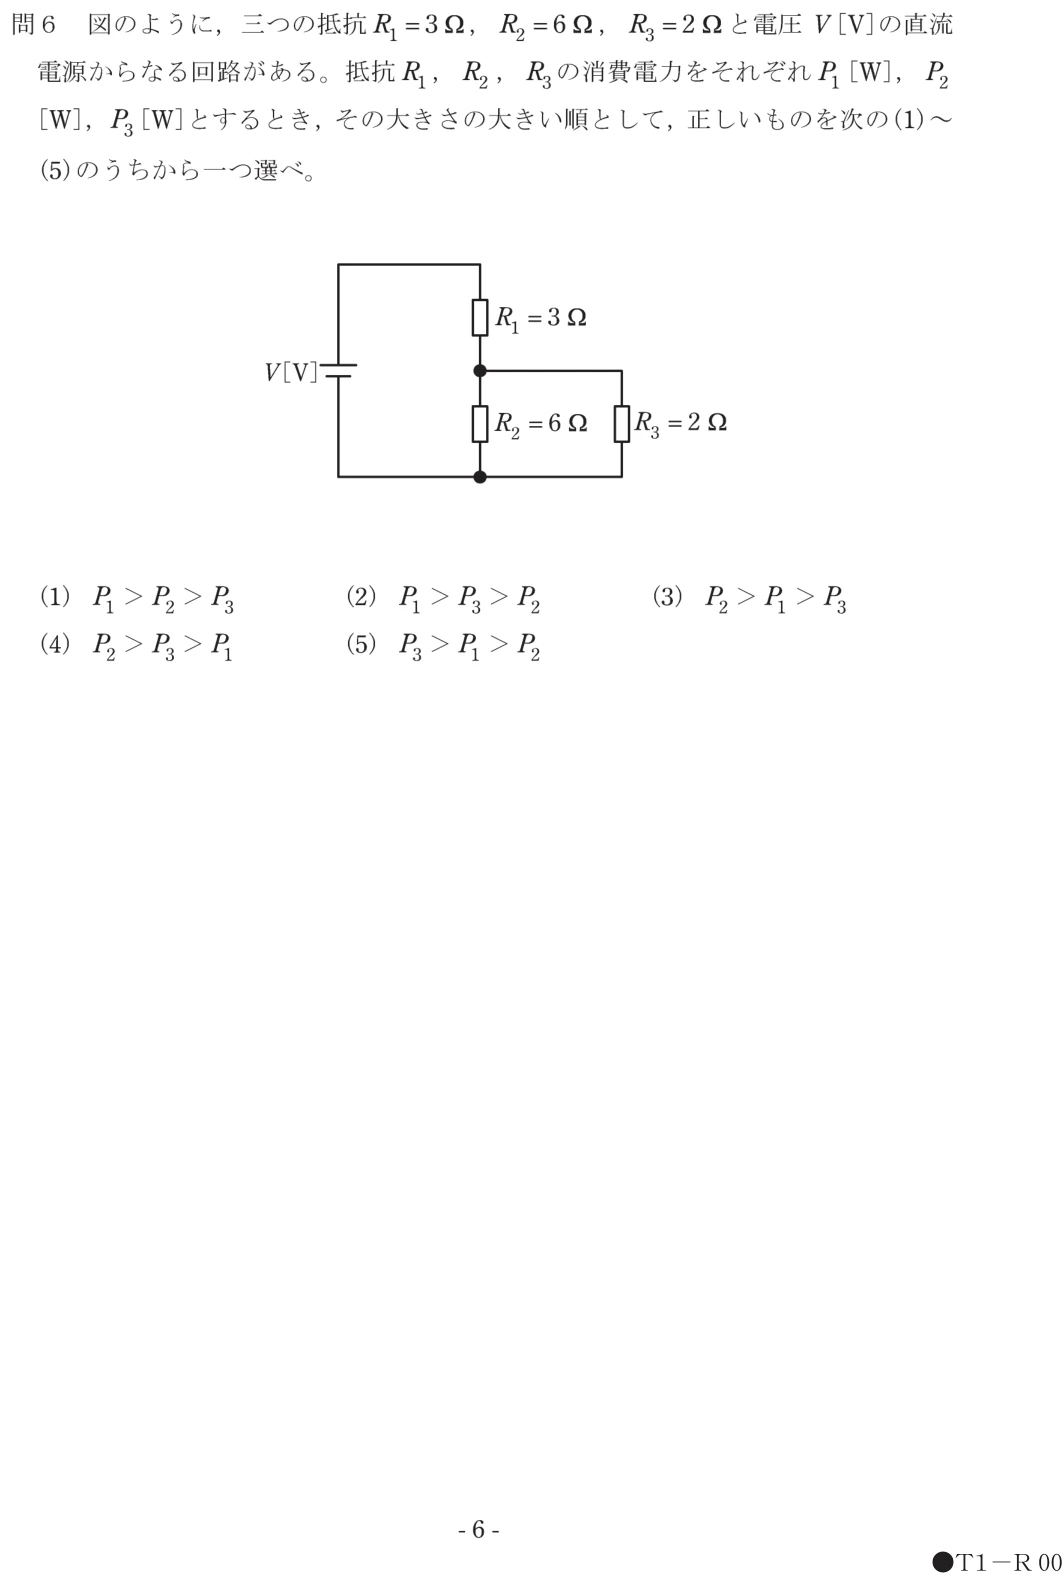 問6　図のように，三つの抵抗 R₁ = 3 Ω， R₂ = 6 Ω， R₃ = 2 Ω と電圧 V [V]の直流
電源からなる回路がある。抵抗 R₁， R₂， R₃の消費電力をそれぞれ P₁ [W]， P₂
[W]， P₃ [W]とするとき，その大きさの大きい順として，正しいものを次の(1)～
(5)のうちから一つ選べ。
R₁ = 3 Ω
V[V]
R₂ = 6 Ω　R₃ = 2 Ω
(1)　P₁ > P₂ > P₃　(2)　P₁ > P₃ > P₂　(3)　P₂ > P₁ > P₃
(4)　P₂ > P₃ > P₁　(5)　P₃ > P₁ > P₂
- 6 -
●T1－R 00